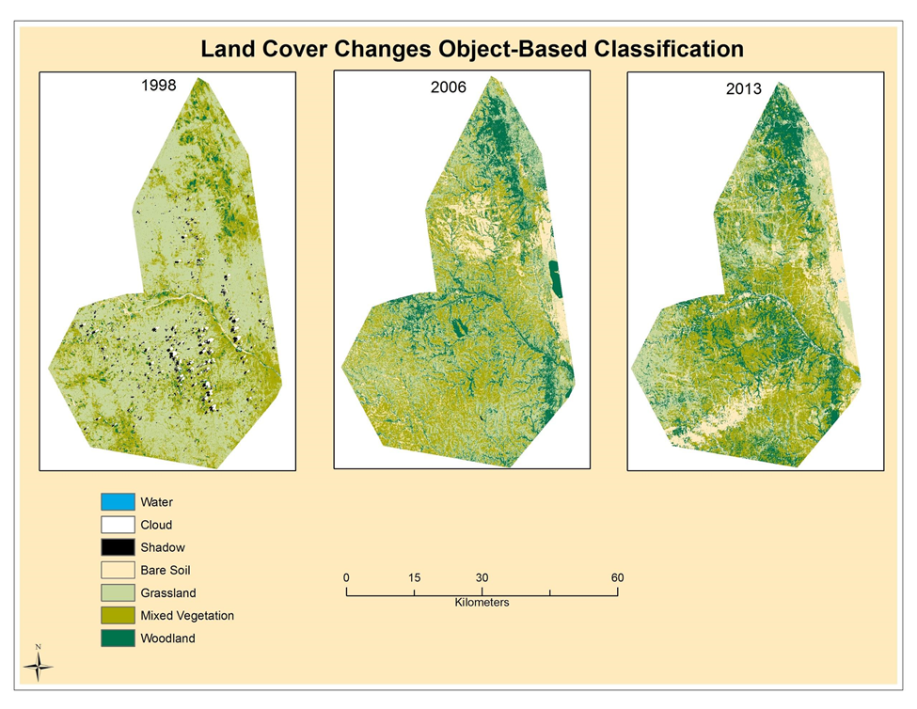 Land Cover Changes Object-Based Classification
1998
2006
2013
Water
Cloud
Shadow
Bare Soil
Grassland
Mixed Vegetation
Woodland
0 15 30 60
Kilometers
N